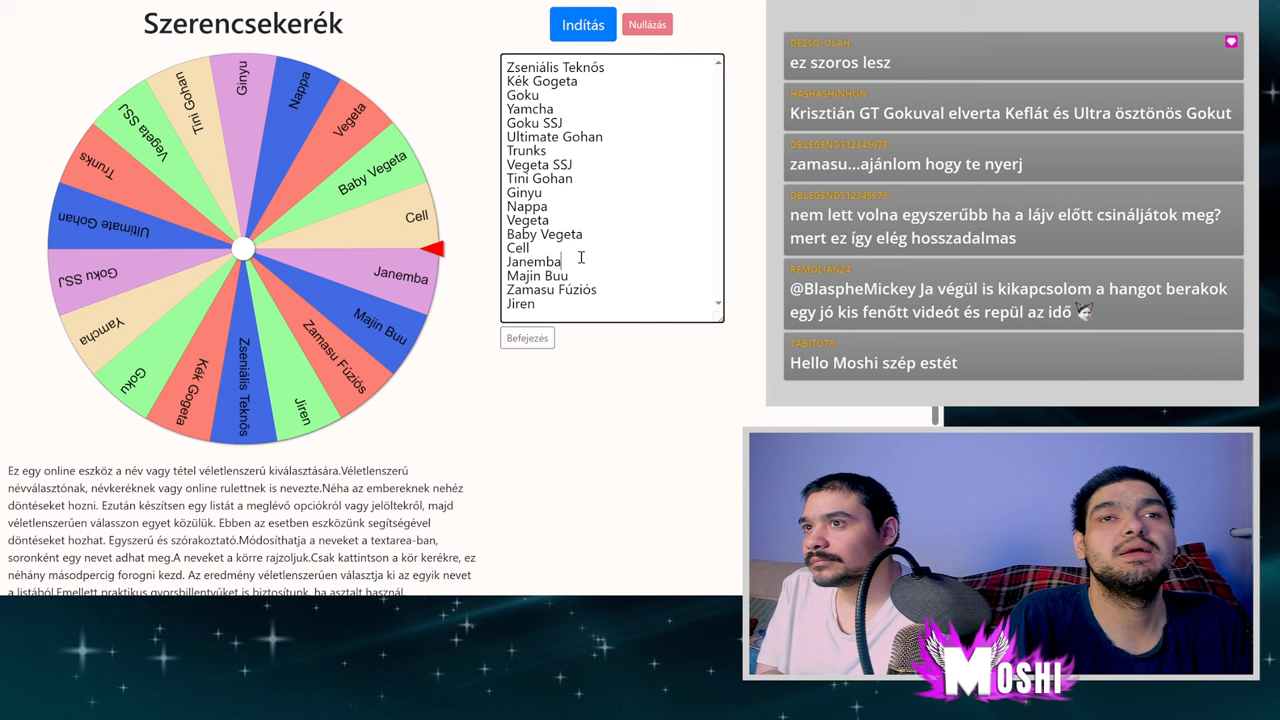 Szerencsekerék
Ginyu
Nappa
Vegeta
Baby Vegeta
Cell
Janemba
Majin Buu
Zamasu Fúziós
Jiren
Zseniális Teknős
Kék Gogeta
Goku
Yamcha
Goku SSJ
Ultimate Gohan
Trunks
Vegeta SSJ
Tini Gohan
Ez egy online eszköz a név vagy tétel véletlenszerű kiválasztására.Véletlenszerű
névválasztónak, névkeréknek vagy online rulettnek is nevezte.Néha az embereknek nehéz
döntéseket hozni. Ezután készítsen egy listát a meglévő opciókról vagy jelöltekről, majd
véletlenszerűen válasszon egyet közülük. Ebben az esetben eszközünk segítségével
döntéseket hozhat. Egyszerű és szórakoztató.Módosíthatja a neveket a textarea-ban,
soronként egy nevet adhat meg.A neveket a körre rajzoljuk.Csak kattintson a kör kerékre, ez
néhány másodpercig forogni kezd. Az eredmény véletlenszerűen választja ki az egyik nevet
a listából.Emellett praktikus gyorsbillentyűket is biztosítunk, ha asztalt használ.
Indítás
Nullázás
Zseniális Teknős
Kék Gogeta
Goku
Yamcha
Goku SSJ
Ultimate Gohan
Trunks
Vegeta SSJ
Tini Gohan
Ginyu
Nappa
Vegeta
Baby Vegeta
Cell
Janemba
Majin Buu
Zamasu Fúziós
Jiren
Befejezés
DEZSO_OLAH
ez szoros lesz
HASHASHINHUN
Krisztián GT Gokuval elverta Keflát és Ultra ösztönös Gokut
DBLEGENDS12345678
zamasu...ajánlom hogy te nyerj
DBLEGENDS12345678
nem lett volna egyszerűbb ha a lájv előtt csináljátok meg?
mert ez így elég hosszadalmas
REMOLIAN24
@BlaspheMickey Ja végül is kikapcsolom a hangot berakok
egy jó kis fenőtt videót és repül az idő
TABITO78
Hello Moshi szép estét
MOSHI